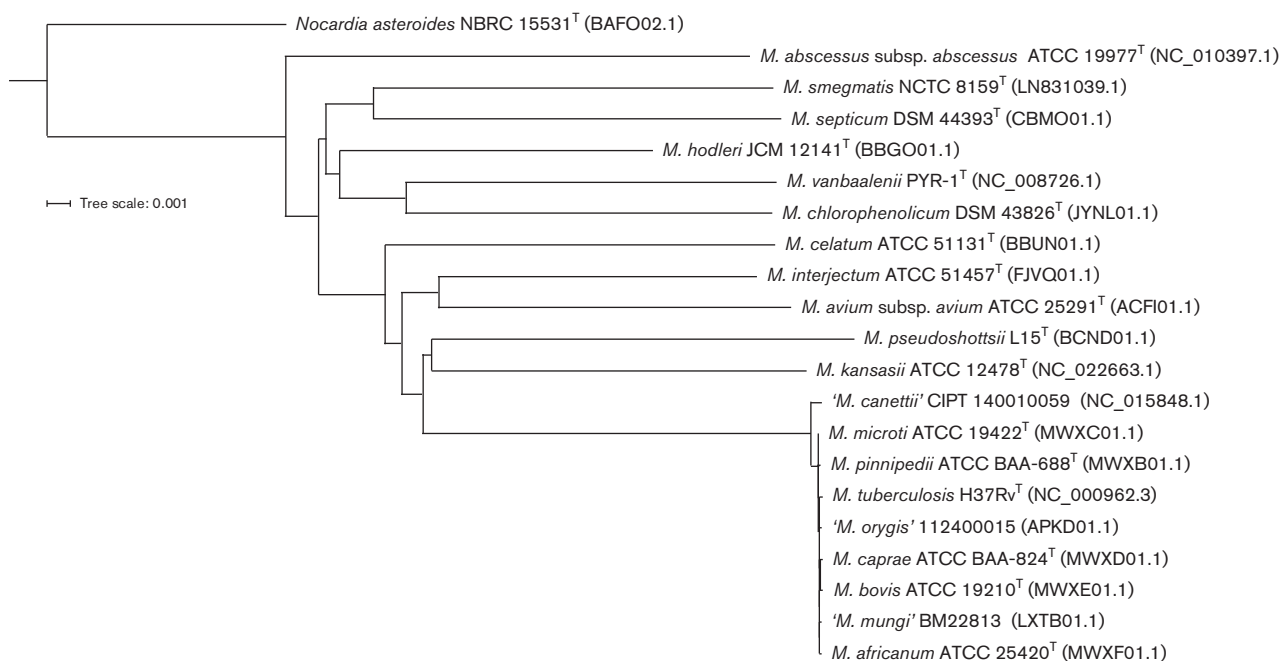 Nocardia asteroides NBRC 15531T (BAFO02.1)
M. abscessus subsp. abscessus ATCC 19977T (NC_010397.1)
M. smegmatis NCTC 8159T (LN831039.1)
M. septicum DSM 44393T (CBMO01.1)
M. hodleri JCM 12141T (BBGO01.1)
M. vanbaalenii PYR-1T (NC_008726.1)
Tree scale: 0.001
M. chlorophenolicum DSM 43826T (JYNL01.1)
M. celatum ATCC 51131T (BBUN01.1)
M. interjectum ATCC 51457T (FJVQ01.1)
M. avium subsp. avium ATCC 25291T (ACFI01.1)
M. pseudoshottsii L15T (BCND01.1)
M. kansasii ATCC 12478T (NC_022663.1)
‘M. canettii’ CIPT 140010059 (NC_015848.1)
M. microti ATCC 19422T (MWXC01.1)
M. pinnipedii ATCC BAA-688T (MWXB01.1)
M. tuberculosis H37RvT (NC_000962.3)
‘M. orygis’ 112400015 (APKD01.1)
M. caprae ATCC BAA-824T (MWXD01.1)
M. bovis ATCC 19210T (MWXE01.1)
‘M. mungi’ BM22813 (LXTB01.1)
M. africanum ATCC 25420T (MWXF01.1)